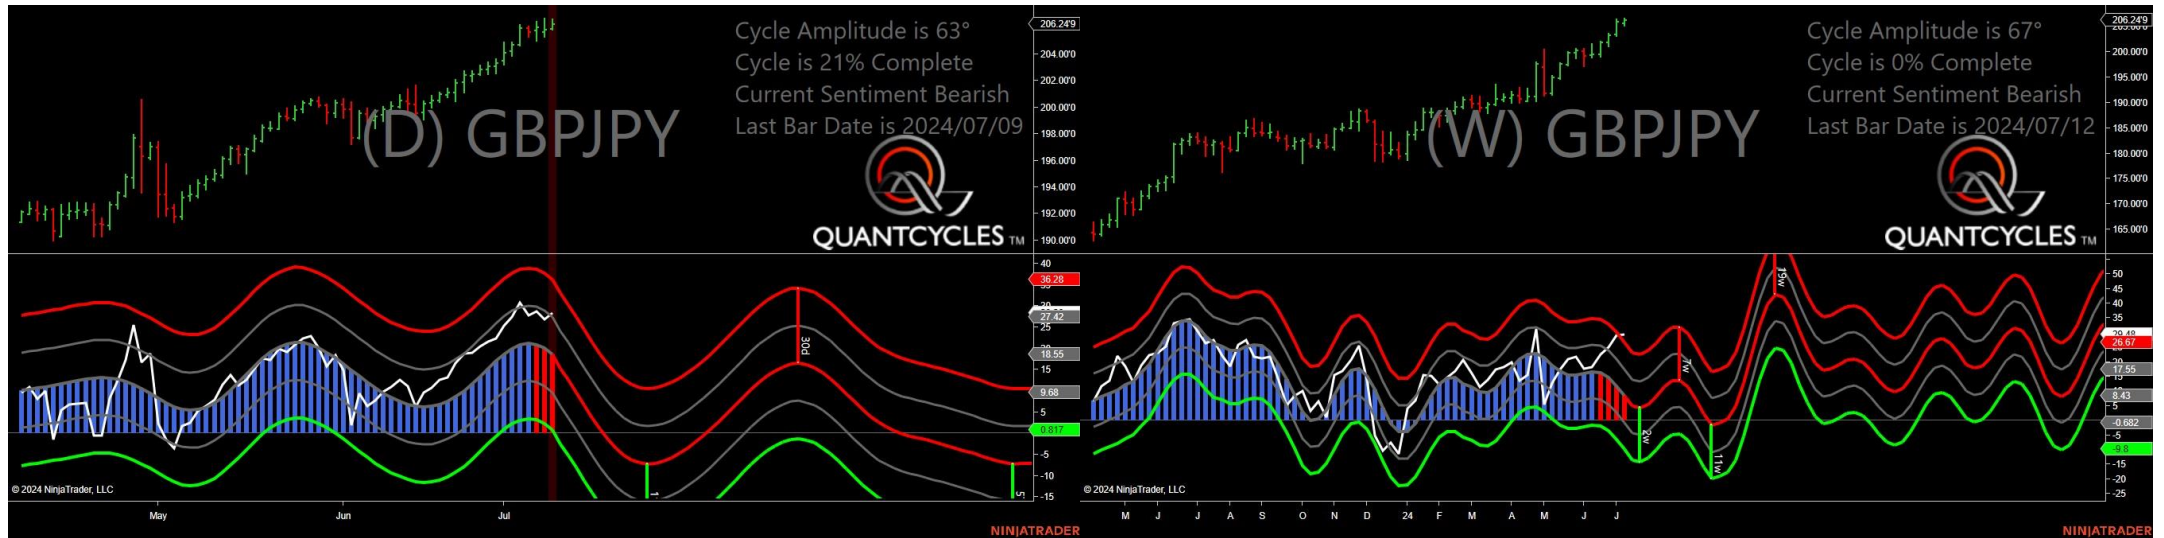 Cycle Amplitude is 63°
Cycle is 21% Complete
Current Sentiment Bearish
Last Bar Date is 2024/07/09
(D) GBPJPY
QUANTCYCLES TM
206.24'9
204.00'0
202.00'0
200.00'0
198.00'0
196.00'0
194.00'0
192.00'0
190.00'0
40
36.28
27.42
25
18.55
15
9.68
5
0.817
-5
-10
-15
30d
1
5
© 2024 NinjaTrader, LLC
May
Jun
Jul
NINJATRADER
Cycle Amplitude is 67°
Cycle is 0% Complete
Current Sentiment Bearish
Last Bar Date is 2024/07/12
(W) GBPJPY
QUANTCYCLES TM
206.24'9
200.00'0
195.00'0
190.00'0
185.00'0
180.00'0
175.00'0
170.00'0
165.00'0
50
45
40
35
29.48
26.67
17.55
8.43
5
-0.682
-5
-9.8
-15
-20
-25
19w
7w
2w
11w
© 2024 NinjaTrader, LLC
M J J A S O N D 24 F M A M J J
NINJATRADER